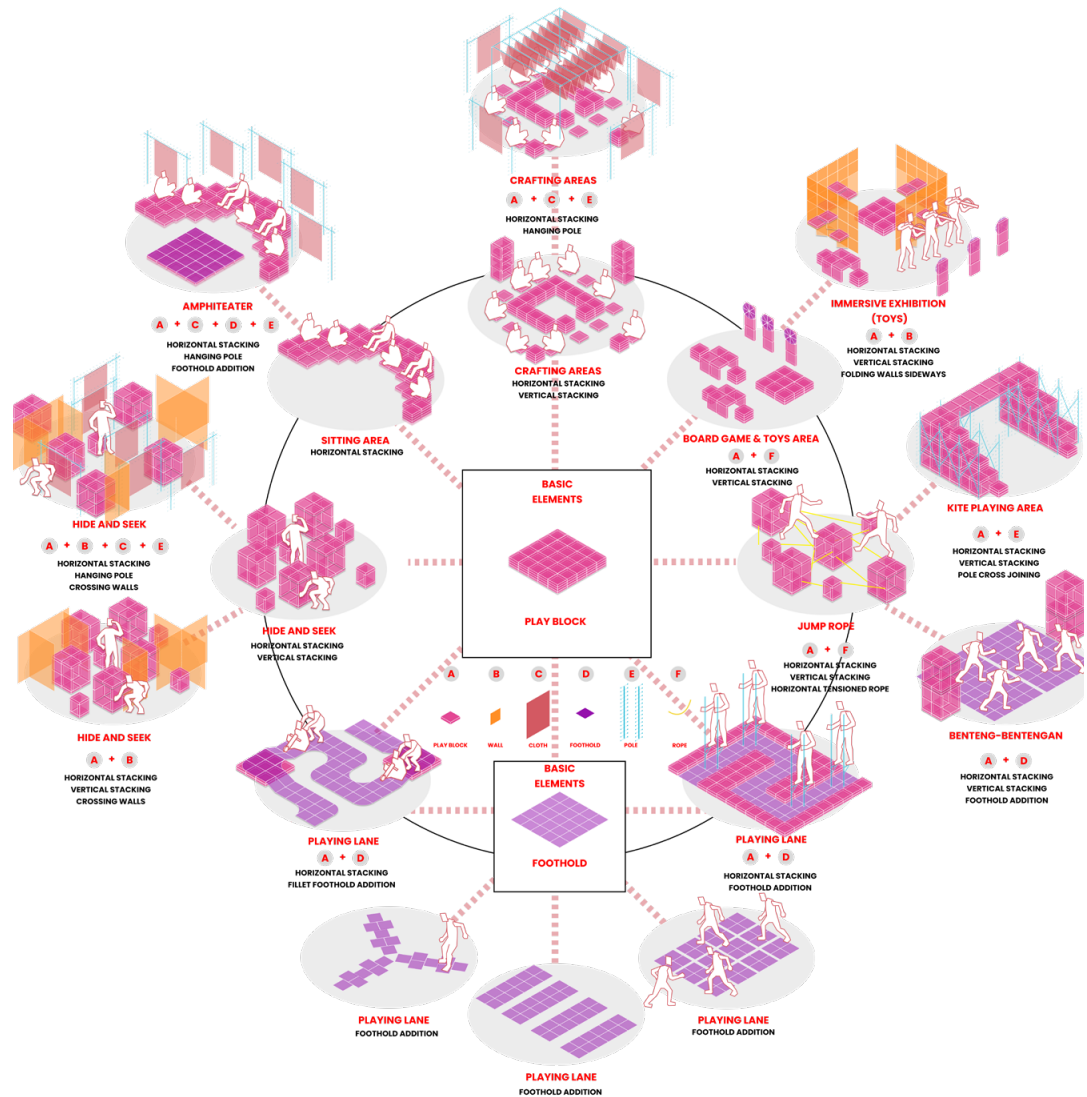 CRAFTING AREAS
A + C + E
HORIZONTAL STACKING
HANGING POLE
AMPHITEATER
A + C + D + E
HORIZONTAL STACKING
HANGING POLE
FOOTHOLD ADDITION
IMMERSIVE EXHIBITION
(TOYS)
A + B
HORIZONTAL STACKING
VERTICAL STACKING
FOLDING WALLS SIDEWAYS
CRAFTING AREAS
HORIZONTAL STACKING
VERTICAL STACKING
SITTING AREA
HORIZONTAL STACKING
BOARD GAME & TOYS AREA
A + F
HORIZONTAL STACKING
VERTICAL STACKING
BASIC
ELEMENTS
PLAY BLOCK
HIDE AND SEEK
A + B + C + E
HORIZONTAL STACKING
HANGING POLE
CROSSING WALLS
KITE PLAYING AREA
A + E
HORIZONTAL STACKING
VERTICAL STACKING
POLE CROSS JOINING
HIDE AND SEEK
HORIZONTAL STACKING
VERTICAL STACKING
JUMP ROPE
A + F
HORIZONTAL STACKING
VERTICAL STACKING
HORIZONTAL TENSIONED ROPE
A B C D E F
PLAY BLOCK WALL CLOTH FOOTHOLD POLE ROPE
HIDE AND SEEK
A + B
HORIZONTAL STACKING
VERTICAL STACKING
CROSSING WALLS
BENTENG-BENTENGAN
A + D
HORIZONTAL STACKING
VERTICAL STACKING
FOOTHOLD ADDITION
BASIC
ELEMENTS
FOOTHOLD
PLAYING LANE
A + D
HORIZONTAL STACKING
FILLET FOOTHOLD ADDITION
PLAYING LANE
A + D
HORIZONTAL STACKING
FOOTHOLD ADDITION
PLAYING LANE
FOOTHOLD ADDITION
PLAYING LANE
FOOTHOLD ADDITION
PLAYING LANE
FOOTHOLD ADDITION